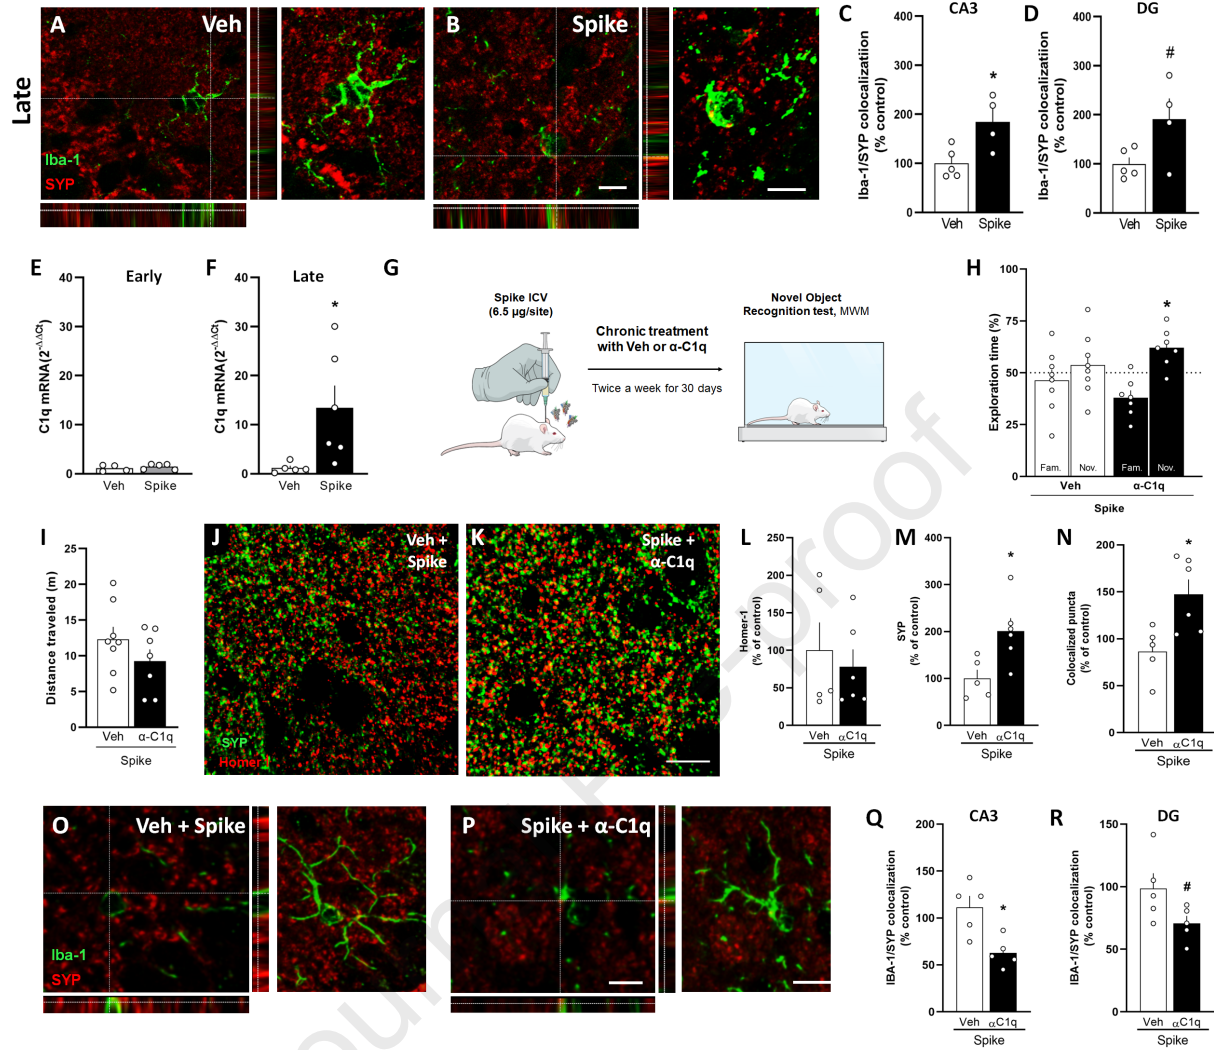 A
Veh
Late
Iba-1
SYP
B
Spike
C
CA3
Iba-1/SYP colocalizatiion
(% control)
400
300
200
100
0
*
Veh
Spike
D
DG
Iba-1/SYP colocalizatiion
(% control)
400
300
200
100
0
#
Veh
Spike
E
Early
C1q mRNA(2^-ΔΔCt)
40
30
20
10
0
Veh
Spike
F
Late
C1q mRNA(2^-ΔΔCt)
40
30
20
10
0
*
Veh
Spike
G
Spike ICV
(6.5 µg/site)
Chronic treatment
with Veh or α-C1q
Twice a week for 30 days
Novel Object
Recognition test, MWM
H
Exploration time (%)
100
75
50
25
0
*
Fam.
Nov.
Fam.
Nov.
Veh
α-C1q
Spike
I
Distance traveled (m)
25
20
15
10
5
0
Veh
α-C1q
Spike
J
Veh +
Spike
SYP
Homer
K
Spike +
α-C1q
L
Homer-1
(% of control)
250
200
150
100
50
0
Veh
αC1q
Spike
M
SYP
(% of control)
400
300
200
100
0
*
Veh
αC1q
Spike
N
Colocalized puncta
(% of control)
200
150
100
50
0
*
Veh
αC1q
Spike
O
Veh + Spike
Iba-1
SYP
P
Spike + α-C1q
Q
CA3
IBA-1/SYP colocalization
(% control)
200
150
100
50
0
*
Veh
αC1q
Spike
R
DG
IBA-1/SYP colocalization
(% control)
150
100
50
0
#
Veh
αC1q
Spike